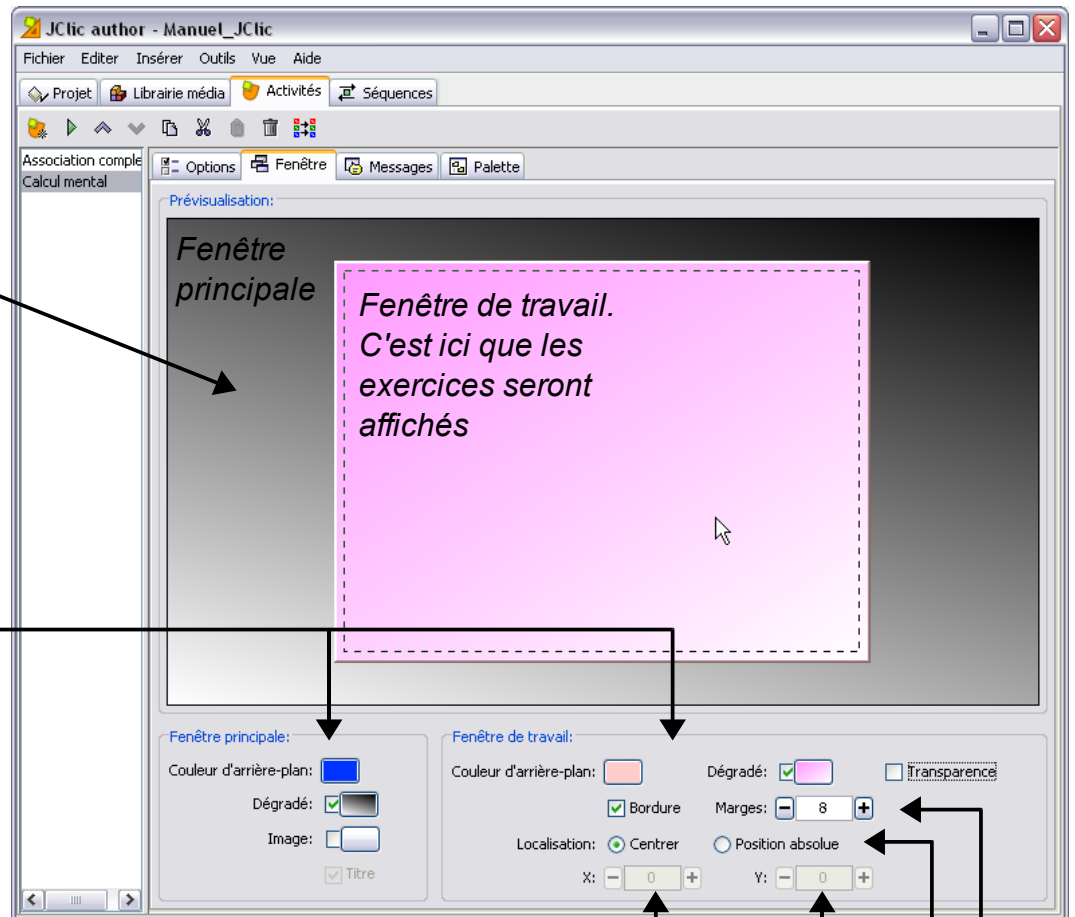 JClic author - Manuel_JClic
Fichier Editer Insérer Outils Vue Aide
Projet Librairie média Activités Séquences
Association comple
Calcul mental
Options Fenêtre Messages Palette
Prévisualisation:
Fenêtre
principale
Fenêtre de travail.
C'est ici que les
exercices seront
affichés
Fenêtre principale:
Couleur d'arrière-plan:
Dégradé:
Image:
Titre
Fenêtre de travail:
Couleur d'arrière-plan: Dégradé: Transparence
Bordure Marges: 8
Localisation: Centrer Position absolue
X: 0 Y: 0